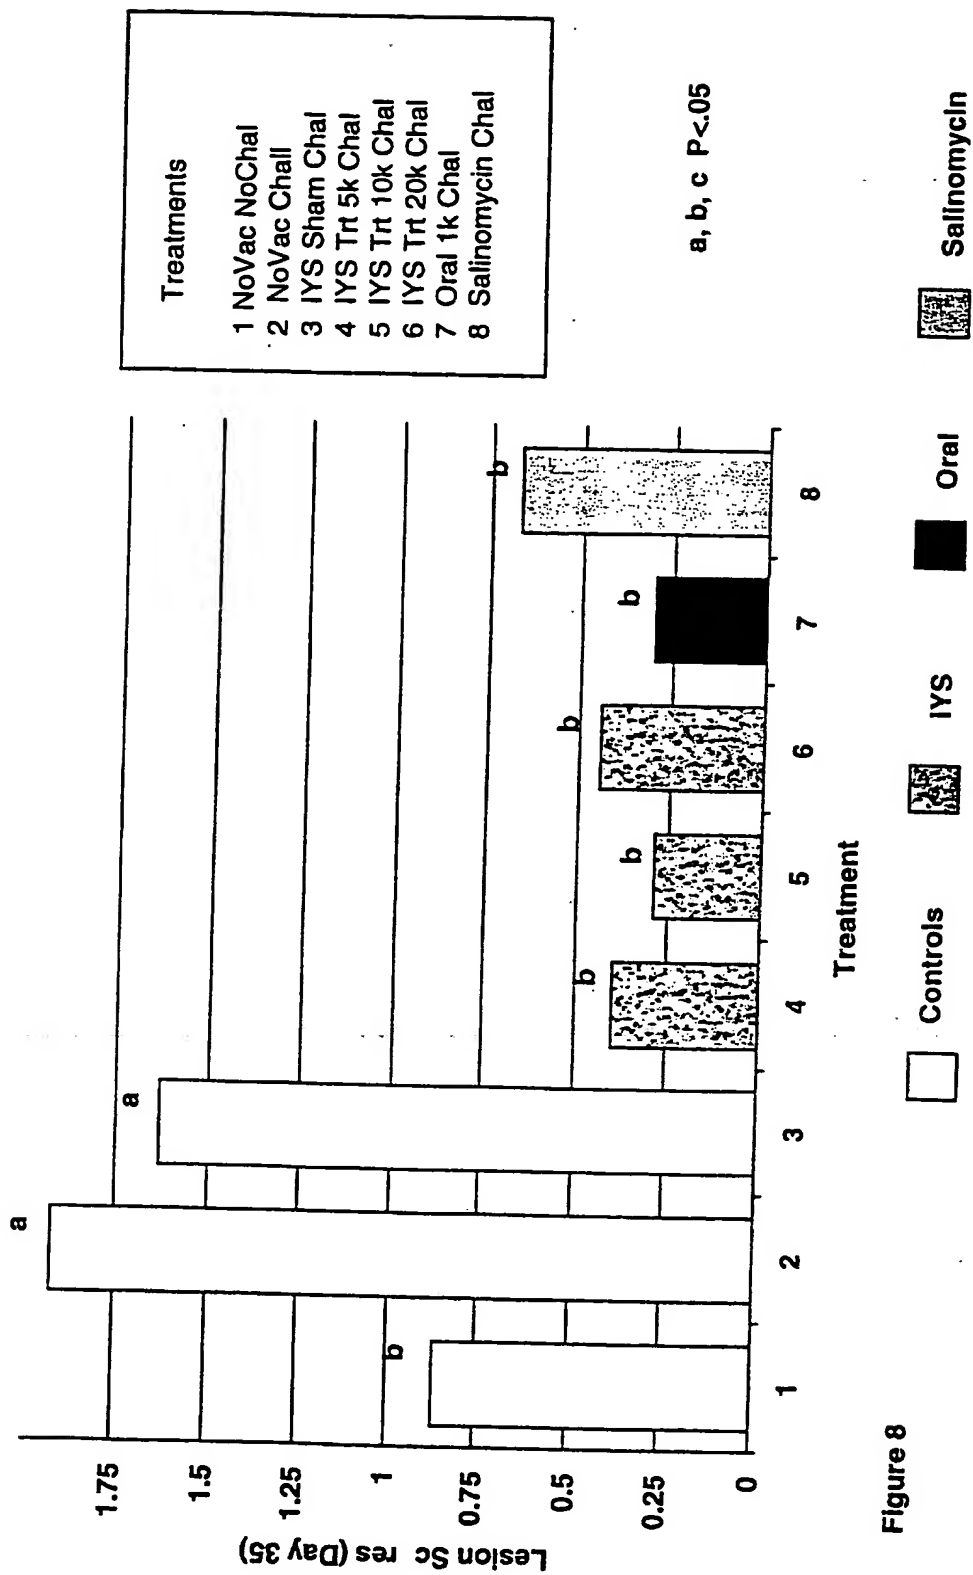 Treatments
1 NoVac NoChal
2 NoVac Chall
3 IYS Sham Chal
4 IYS Trt 5k Chal
5 IYS Trt 10k Chal
6 IYS Trt 20k Chal
7 Oral 1k Chal
8 Salinomycin Chal
a, b, c P<.05
Lesion Sc res (Day 35)
1.75
1.5
1.25
1
0.75
0.5
0.25
0
b
a
a
b
b
b
b
b
1 2 3 4 5 6 7 8
Treatment
Controls IYS Oral Salinomycin
Figure 8